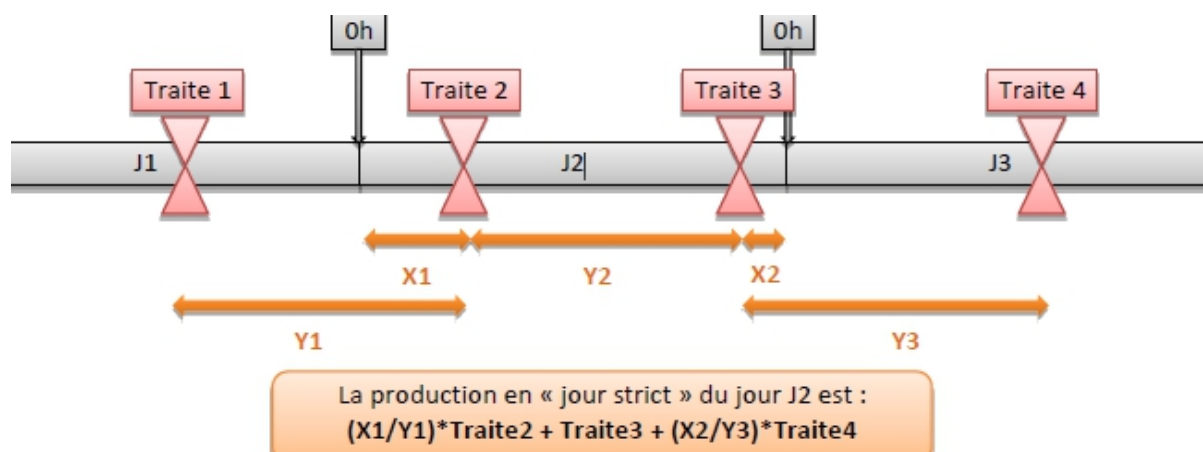 0h 0h
Traite 1 Traite 2 Traite 3 Traite 4
J1 J2 J3
X1 Y2 X2
Y1 Y3
La production en « jour strict » du jour J2 est :
(X1/Y1)*Traite2 + Traite3 + (X2/Y3)*Traite4